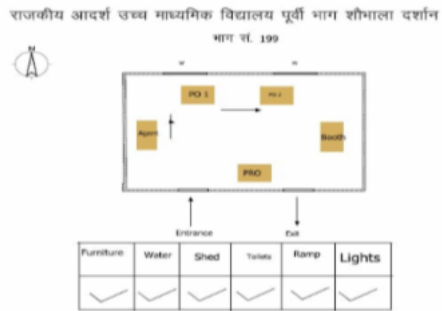 राजकीय आदर्श उच्च माध्यमिक विद्यालय पूर्वी भाग शौभाला दर्शान
भाग सं. 199
N
W W
PO 1 PO 2
Agent Booth
PRO
Entrance Exit
Furniture Water Shed Toilets Ramp Lights